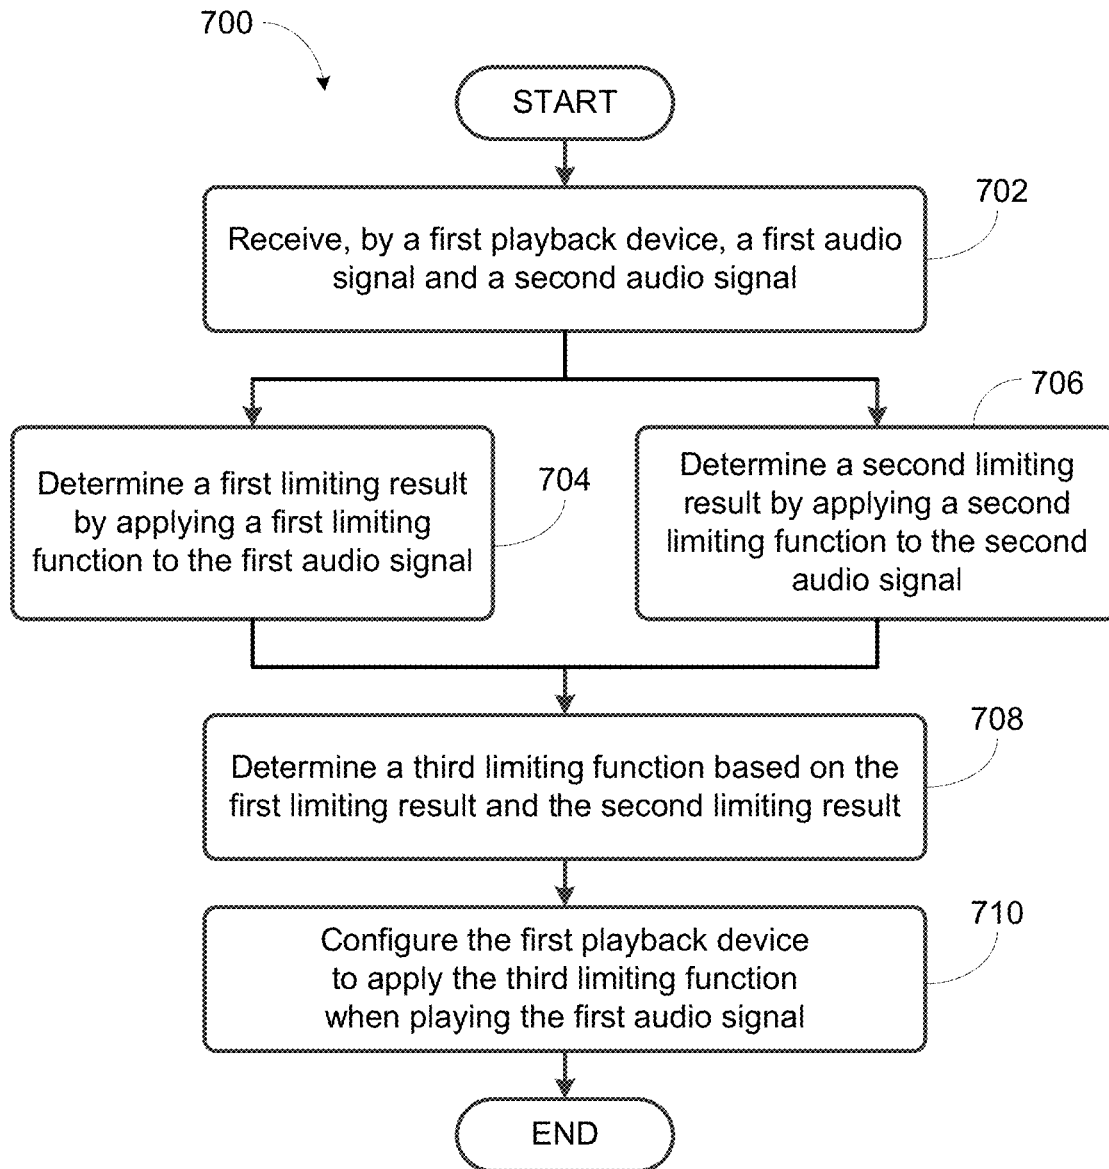 700
START
702
Receive, by a first playback device, a first audio
signal and a second audio signal
706
Determine a first limiting result
by applying a first limiting
function to the first audio signal
704
Determine a second limiting
result by applying a second
limiting function to the second
audio signal
708
Determine a third limiting function based on the
first limiting result and the second limiting result
710
Configure the first playback device
to apply the third limiting function
when playing the first audio signal
END